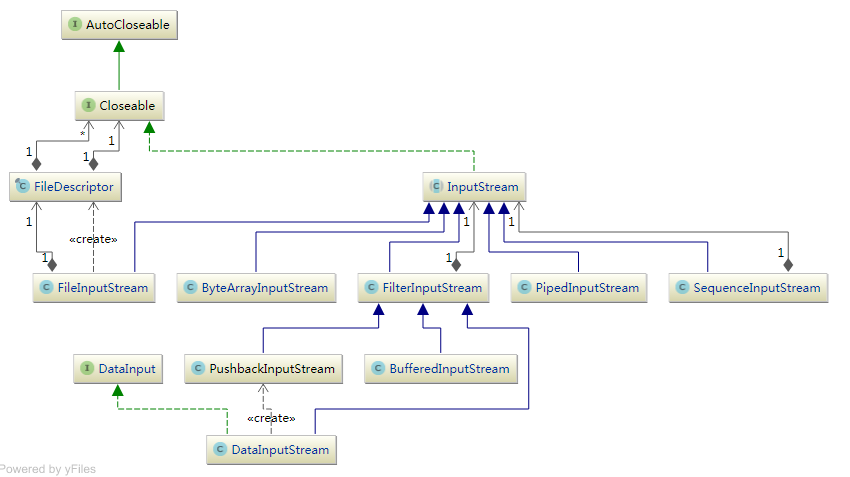 I AutoCloseable
I Closeable
*
1
1
1
C FileDescriptor
C InputStream
1
1
1
«create»
1
1
1
C FileInputStream
C ByteArrayInputStream
C FilterInputStream
C PipedInputStream
C SequenceInputStream
I DataInput
C PushbackInputStream
C BufferedInputStream
«create»
C DataInputStream
Powered by yFiles